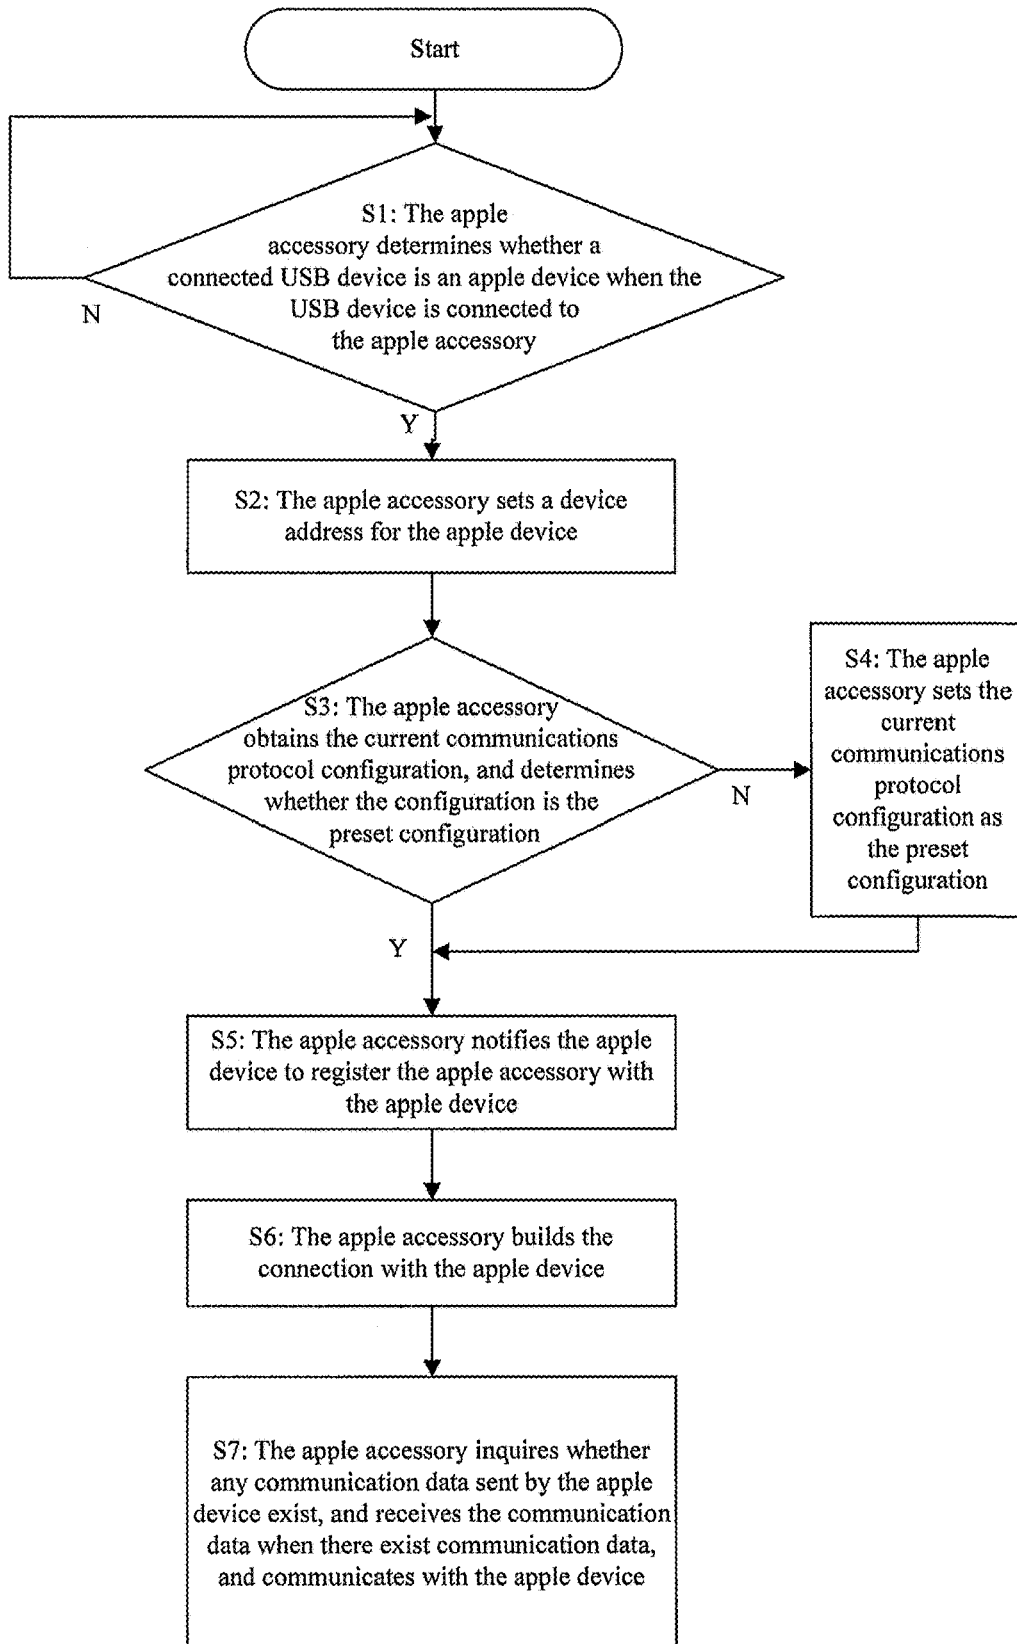 Start
S1: The apple
accessory determines whether a
connected USB device is an apple device when the
USB device is connected to
the apple accessory
N
Y
S2: The apple accessory sets a device
address for the apple device
S3: The apple accessory
obtains the current communications
protocol configuration, and determines
whether the configuration is the
preset configuration
N
S4: The apple
accessory sets the
current
communications
protocol
configuration as
the preset
configuration
Y
S5: The apple accessory notifies the apple
device to register the apple accessory with
the apple device
S6: The apple accessory builds the
connection with the apple device
S7: The apple accessory inquires whether
any communication data sent by the apple
device exist, and receives the communication
data when there exist communication data,
and communicates with the apple device